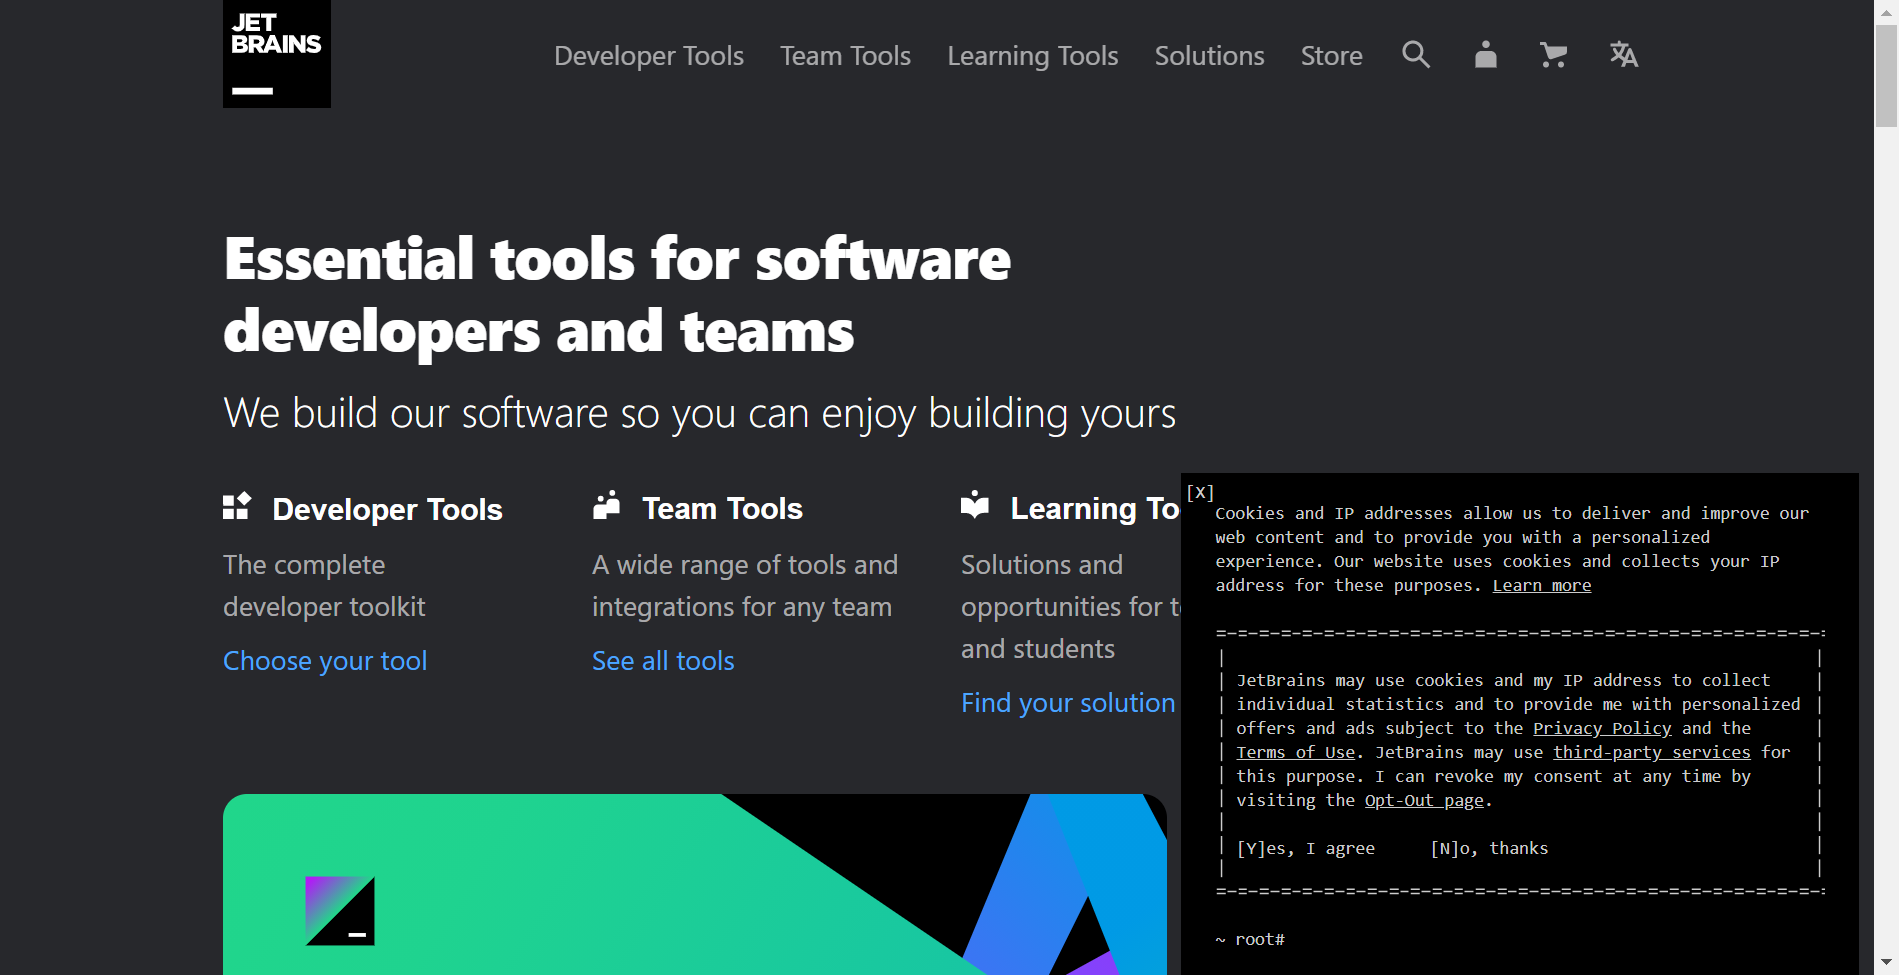 JET
BRAINS
Developer Tools
Team Tools
Learning Tools
Solutions
Store
Essential tools for software
developers and teams
We build our software so you can enjoy building yours
Developer Tools
The complete
developer toolkit
Choose your tool
Team Tools
A wide range of tools and
integrations for any team
See all tools
Learning
Solutions and
opportunities for
and students
Find your solution
[X]
Cookies and IP addresses allow us to deliver and improve our
web content and to provide you with a personalized
experience. Our website uses cookies and collects your IP
address for these purposes. Learn more
JetBrains may use cookies and my IP address to collect
individual statistics and to provide me with personalized
offers and ads subject to the Privacy Policy and the
Terms of Use. JetBrains may use third-party services for
this purpose. I can revoke my consent at any time by
visiting the Opt-Out page.
[Y]es, I agree [N]o, thanks
~ root#